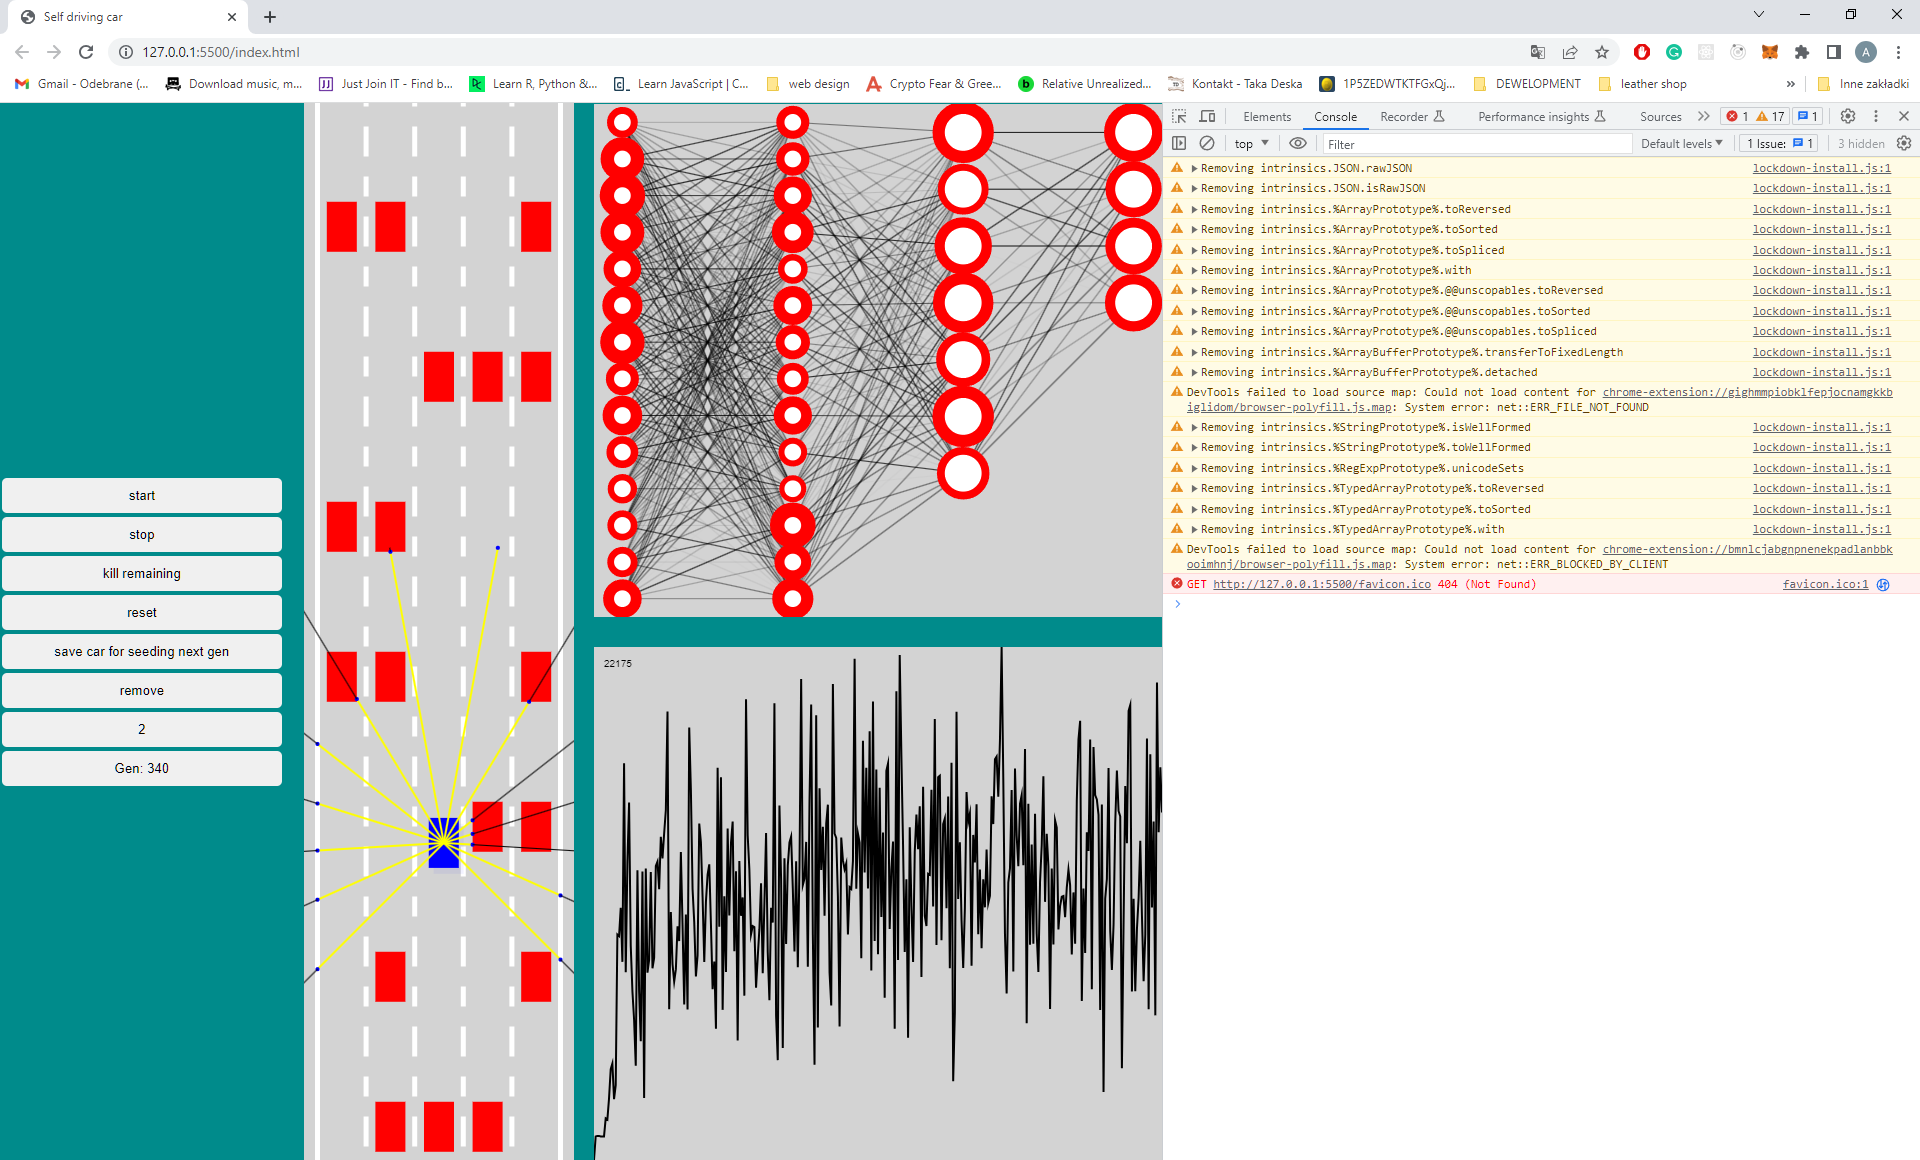 Self driving car
127.0.0.1:5500/index.html
A
Gmail - Odebrane (...
Download music, m...
Just Join IT - Find b...
Learn R, Python &...
Learn JavaScript | C...
web design
Crypto Fear & Gree...
Relative Unrealized...
Kontakt - Taka Deska
1P5ZEDWTKTFGxQj...
DEWELOPMENT
leather shop
»
Inne zakładki
start
stop
kill remaining
reset
save car for seeding next gen
remove
2
Gen: 340
22175
Elements
Console
Recorder
Performance insights
Sources
1
17
1
top
Filter
Default levels
1 Issue: 1
3 hidden
Removing intrinsics.JSON.rawJSON lockdown-install.js:1
Removing intrinsics.JSON.isRawJSON lockdown-install.js:1
Removing intrinsics.%ArrayPrototype%.toReversed lockdown-install.js:1
Removing intrinsics.%ArrayPrototype%.toSorted lockdown-install.js:1
Removing intrinsics.%ArrayPrototype%.toSpliced lockdown-install.js:1
Removing intrinsics.%ArrayPrototype%.with lockdown-install.js:1
Removing intrinsics.%ArrayPrototype%.@@unscopables.toReversed lockdown-install.js:1
Removing intrinsics.%ArrayPrototype%.@@unscopables.toSorted lockdown-install.js:1
Removing intrinsics.%ArrayPrototype%.@@unscopables.toSpliced lockdown-install.js:1
Removing intrinsics.%ArrayBufferPrototype%.transferToFixedLength lockdown-install.js:1
Removing intrinsics.%ArrayBufferPrototype%.detached lockdown-install.js:1
DevTools failed to load source map: Could not load content for chrome-extension://gighmmpiobklfepjocnamgkkb
iglidom/browser-polyfill.js.map: System error: net::ERR_FILE_NOT_FOUND
Removing intrinsics.%StringPrototype%.isWellFormed lockdown-install.js:1
Removing intrinsics.%StringPrototype%.toWellFormed lockdown-install.js:1
Removing intrinsics.%RegExpPrototype%.unicodeSets lockdown-install.js:1
Removing intrinsics.%TypedArrayPrototype%.toReversed lockdown-install.js:1
Removing intrinsics.%TypedArrayPrototype%.toSorted lockdown-install.js:1
Removing intrinsics.%TypedArrayPrototype%.with lockdown-install.js:1
DevTools failed to load source map: Could not load content for chrome-extension://bmnlcjabgnpnenekpadlanbbk
ooimhnj/browser-polyfill.js.map: System error: net::ERR_BLOCKED_BY_CLIENT
GET http://127.0.0.1:5500/favicon.ico 404 (Not Found) favicon.ico:1